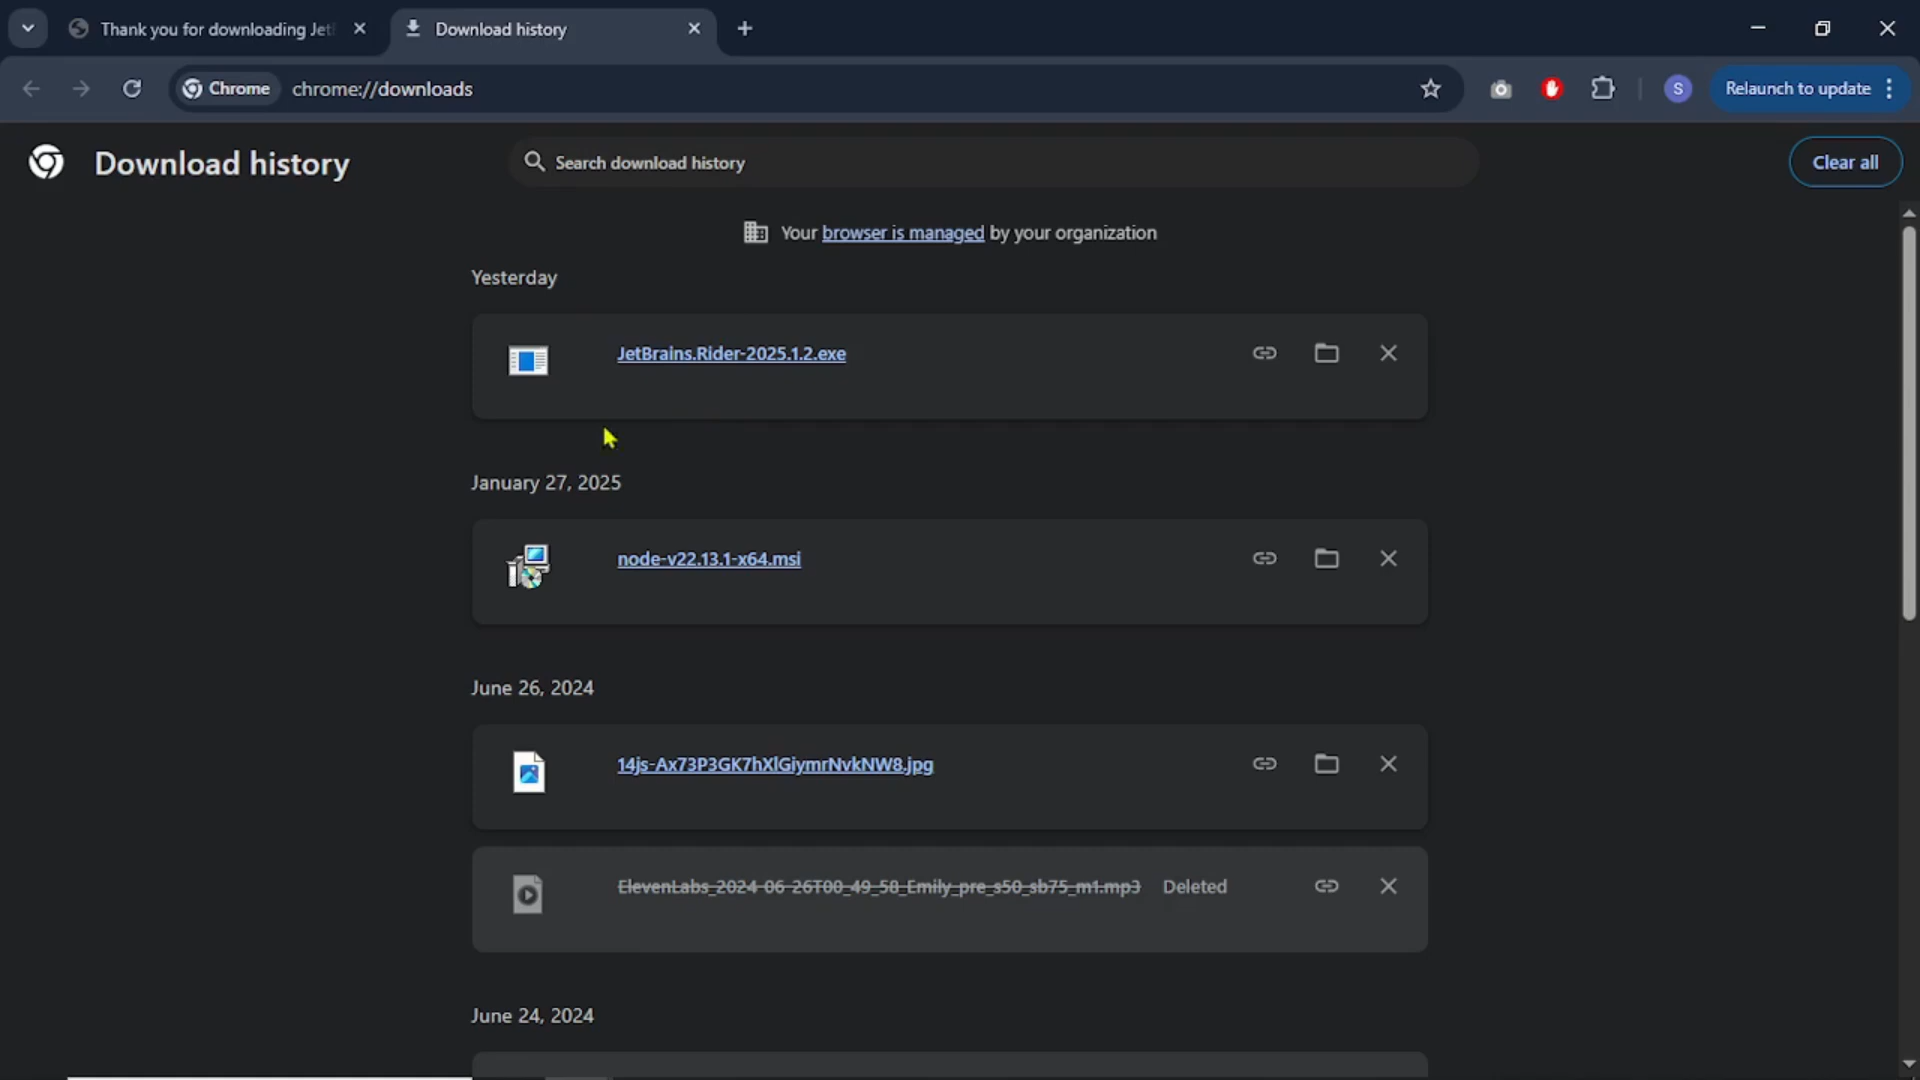 Thank you for downloading Jet
Download history
Chrome
chrome://downloads
S
Relaunch to update
Download history
Search download history
Clear all
Your browser is managed by your organization
Yesterday
JetBrains.Rider-2025.1.2.exe
January 27, 2025
node-v22.13.1-x64.msi
June 26, 2024
14js-Ax73P3GK7hXlGiymrNvkNW8.jpg
ElevenLabs_2024-06-26T00_49_58_Emily_pre_s50_sb75_m1.mp3 Deleted
June 24, 2024